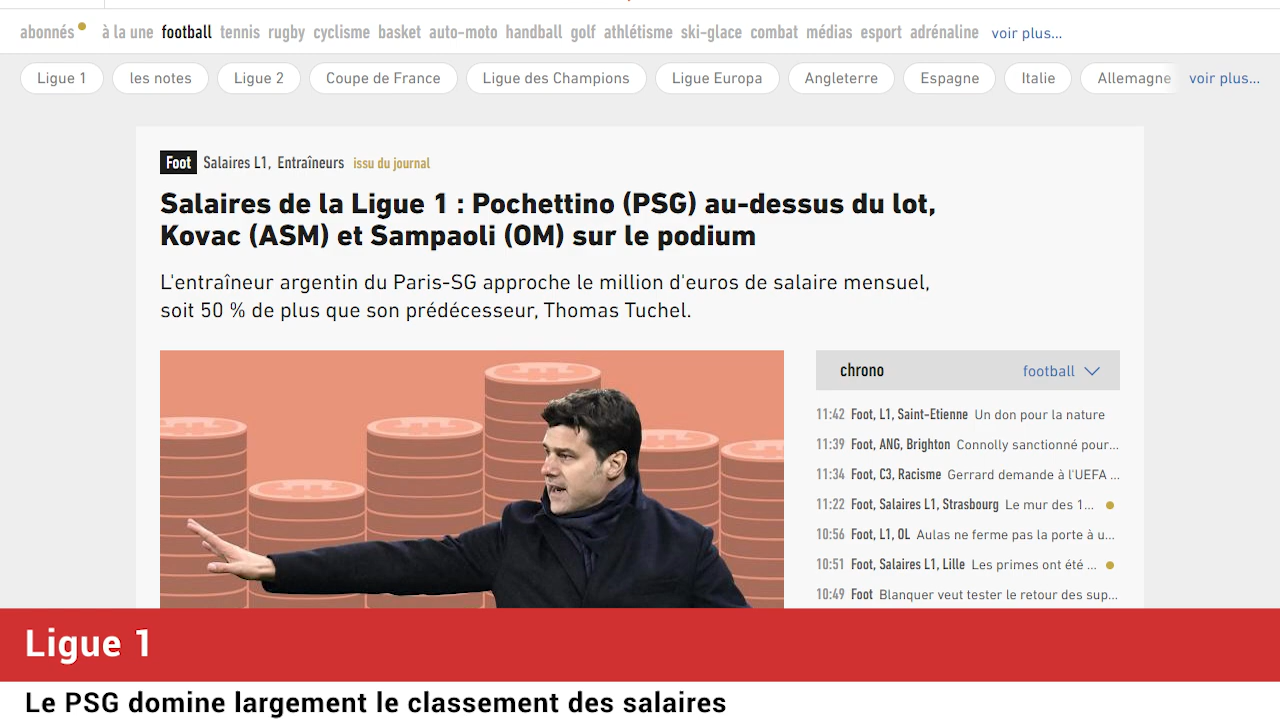 abonnés à la une football tennis rugby cyclisme basket auto-moto handball golf athlétisme ski-glace combat médias esport adrénaline voir plus...
Ligue 1 les notes Ligue 2 Coupe de France Ligue des Champions Ligue Europa Angleterre Espagne Italie Allemagne voir plus...
Foot Salaires L1, Entraîneurs issu du journal
Salaires de la Ligue 1 : Pochettino (PSG) au-dessus du lot,
Kovac (ASM) et Sampaoli (OM) sur le podium
L'entraîneur argentin du Paris-SG approche le million d'euros de salaire mensuel,
soit 50 % de plus que son prédécesseur, Thomas Tuchel.
chrono football
11:42 Foot, L1, Saint-Etienne Un don pour la nature
11:39 Foot, ANG, Brighton Connolly sanctionné pour...
11:34 Foot, C3, Racisme Gerrard demande à l'UEFA ...
11:22 Foot, Salaires L1, Strasbourg Le mur des 1...
10:56 Foot, L1, OL Aulas ne ferme pas la porte à u...
10:51 Foot, Salaires L1, Lille Les primes ont été ...
10:49 Foot Blanquer veut tester le retour des sup...
Ligue 1
Le PSG domine largement le classement des salaires